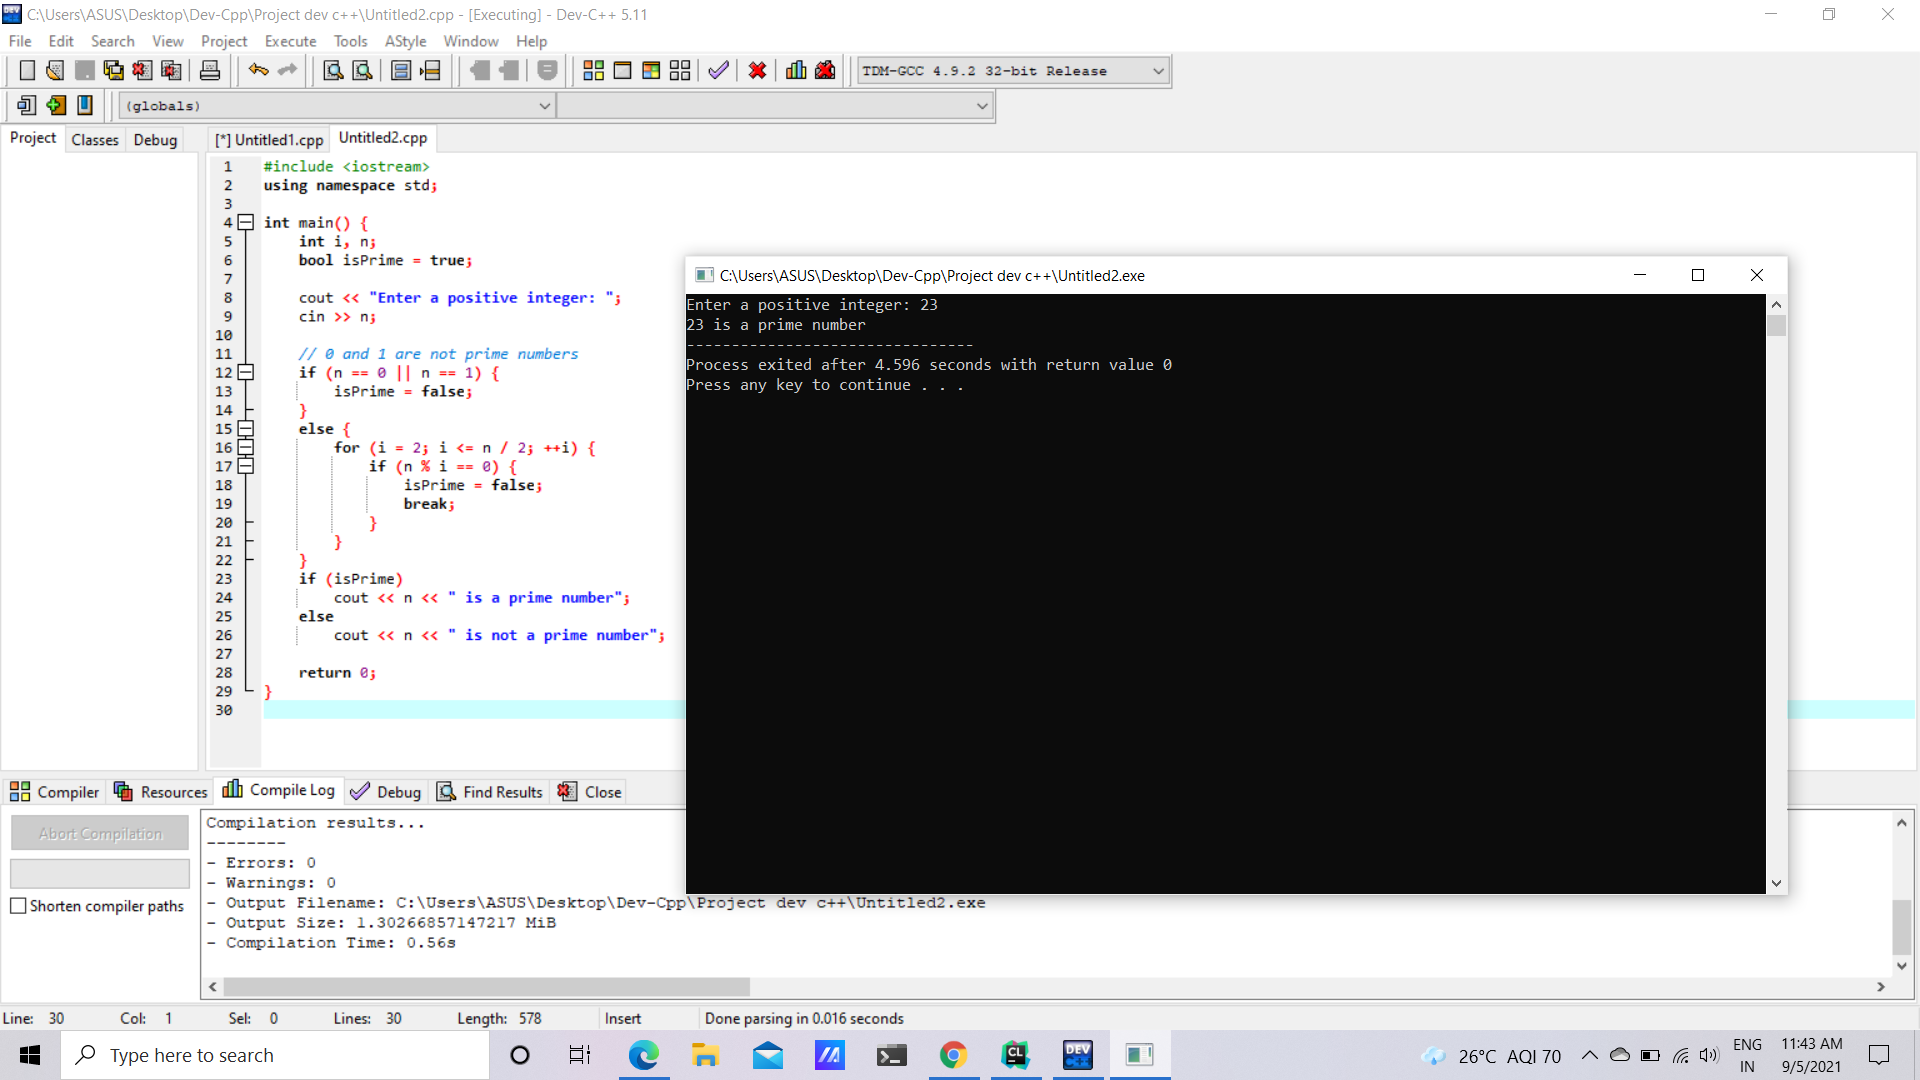 C:\Users\ASUS\Desktop\Dev-Cpp\Project dev c++\Untitled2.cpp - [Executing] - Dev-C++ 5.11
File Edit Search View Project Execute Tools AStyle Window Help
TDM-GCC 4.9.2 32-bit Release
(globals)
Project Classes Debug [*] Untitled1.cpp Untitled2.cpp
1 #include <iostream>
2 using namespace std;
3
4 int main() {
5 int i, n;
6 bool isPrime = true;
7
8 cout << "Enter a positive integer: ";
9 cin >> n;
10
11 // 0 and 1 are not prime numbers
12 if (n == 0 || n == 1) {
13 isPrime = false;
14 }
15 else {
16 for (i = 2; i <= n / 2; ++i) {
17 if (n % i == 0) {
18 isPrime = false;
19 break;
20 }
21 }
22 }
23 if (isPrime)
24 cout << n << " is a prime number";
25 else
26 cout << n << " is not a prime number";
27
28 return 0;
29 }
30
C:\Users\ASUS\Desktop\Dev-Cpp\Project dev c++\Untitled2.exe
Enter a positive integer: 23
23 is a prime number
--------------------------------
Process exited after 4.596 seconds with return value 0
Press any key to continue . . .
Compiler Resources Compile Log Debug Find Results Close
Abort Compilation
Shorten compiler paths
Compilation results...
--------
- Errors: 0
- Warnings: 0
- Output Filename: C:\Users\ASUS\Desktop\Dev-Cpp\Project dev c++\Untitled2.exe
- Output Size: 1.30266857147217 MiB
- Compilation Time: 0.56s
Line: 30 Col: 1 Sel: 0 Lines: 30 Length: 578 Insert Done parsing in 0.016 seconds
Type here to search
CL
DEV
26°C AQI 70
ENG
IN
11:43 AM
9/5/2021